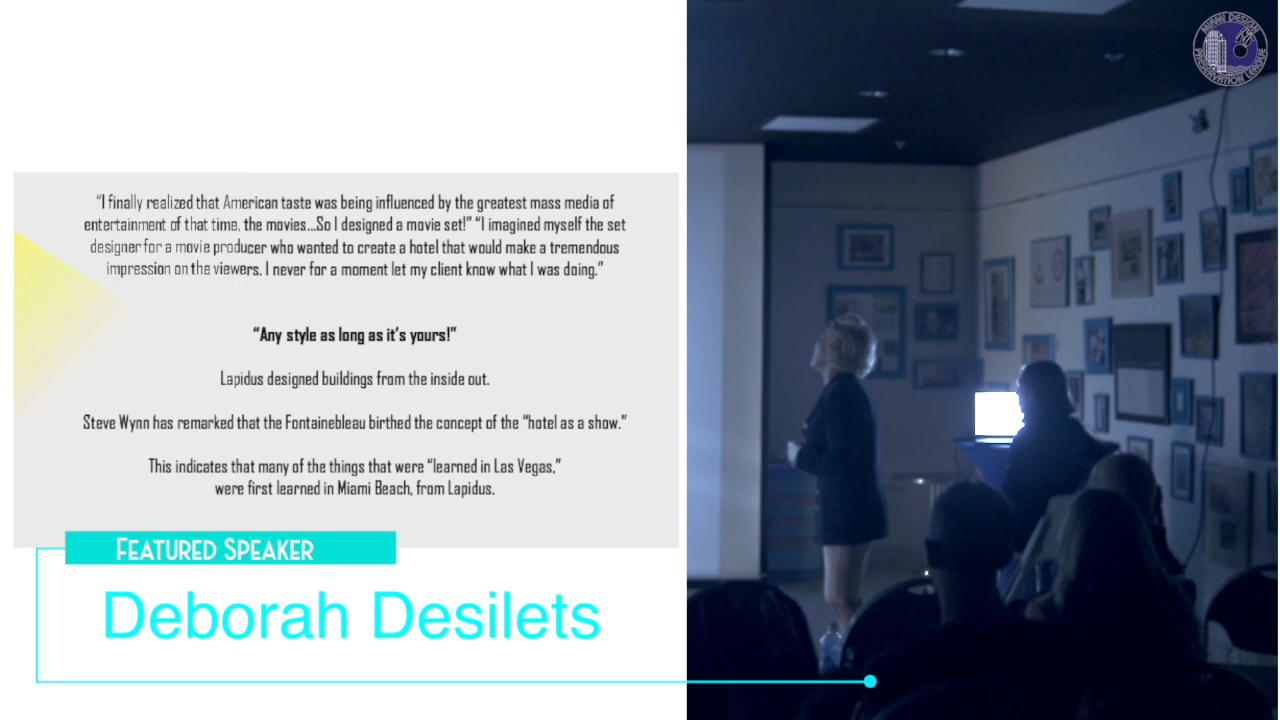 “I finally realized that American taste was being influenced by the greatest mass media of
entertainment of that time, the movies...So I designed a movie set!” “I imagined myself the set
designer for a movie producer who wanted to create a hotel that would make a tremendous
impression on the viewers. I never for a moment let my client know what I was doing.”
“Any style as long as it’s yours!”
Lapidus designed buildings from the inside out.
Steve Wynn has remarked that the Fontainebleau birthed the concept of the “hotel as a show.”
This indicates that many of the things that were “learned in Las Vegas,”
were first learned in Miami Beach, from Lapidus.
Featured Speaker
Deborah Desilets
MIAMI DESIGN
PRESERVATION LEAGUE